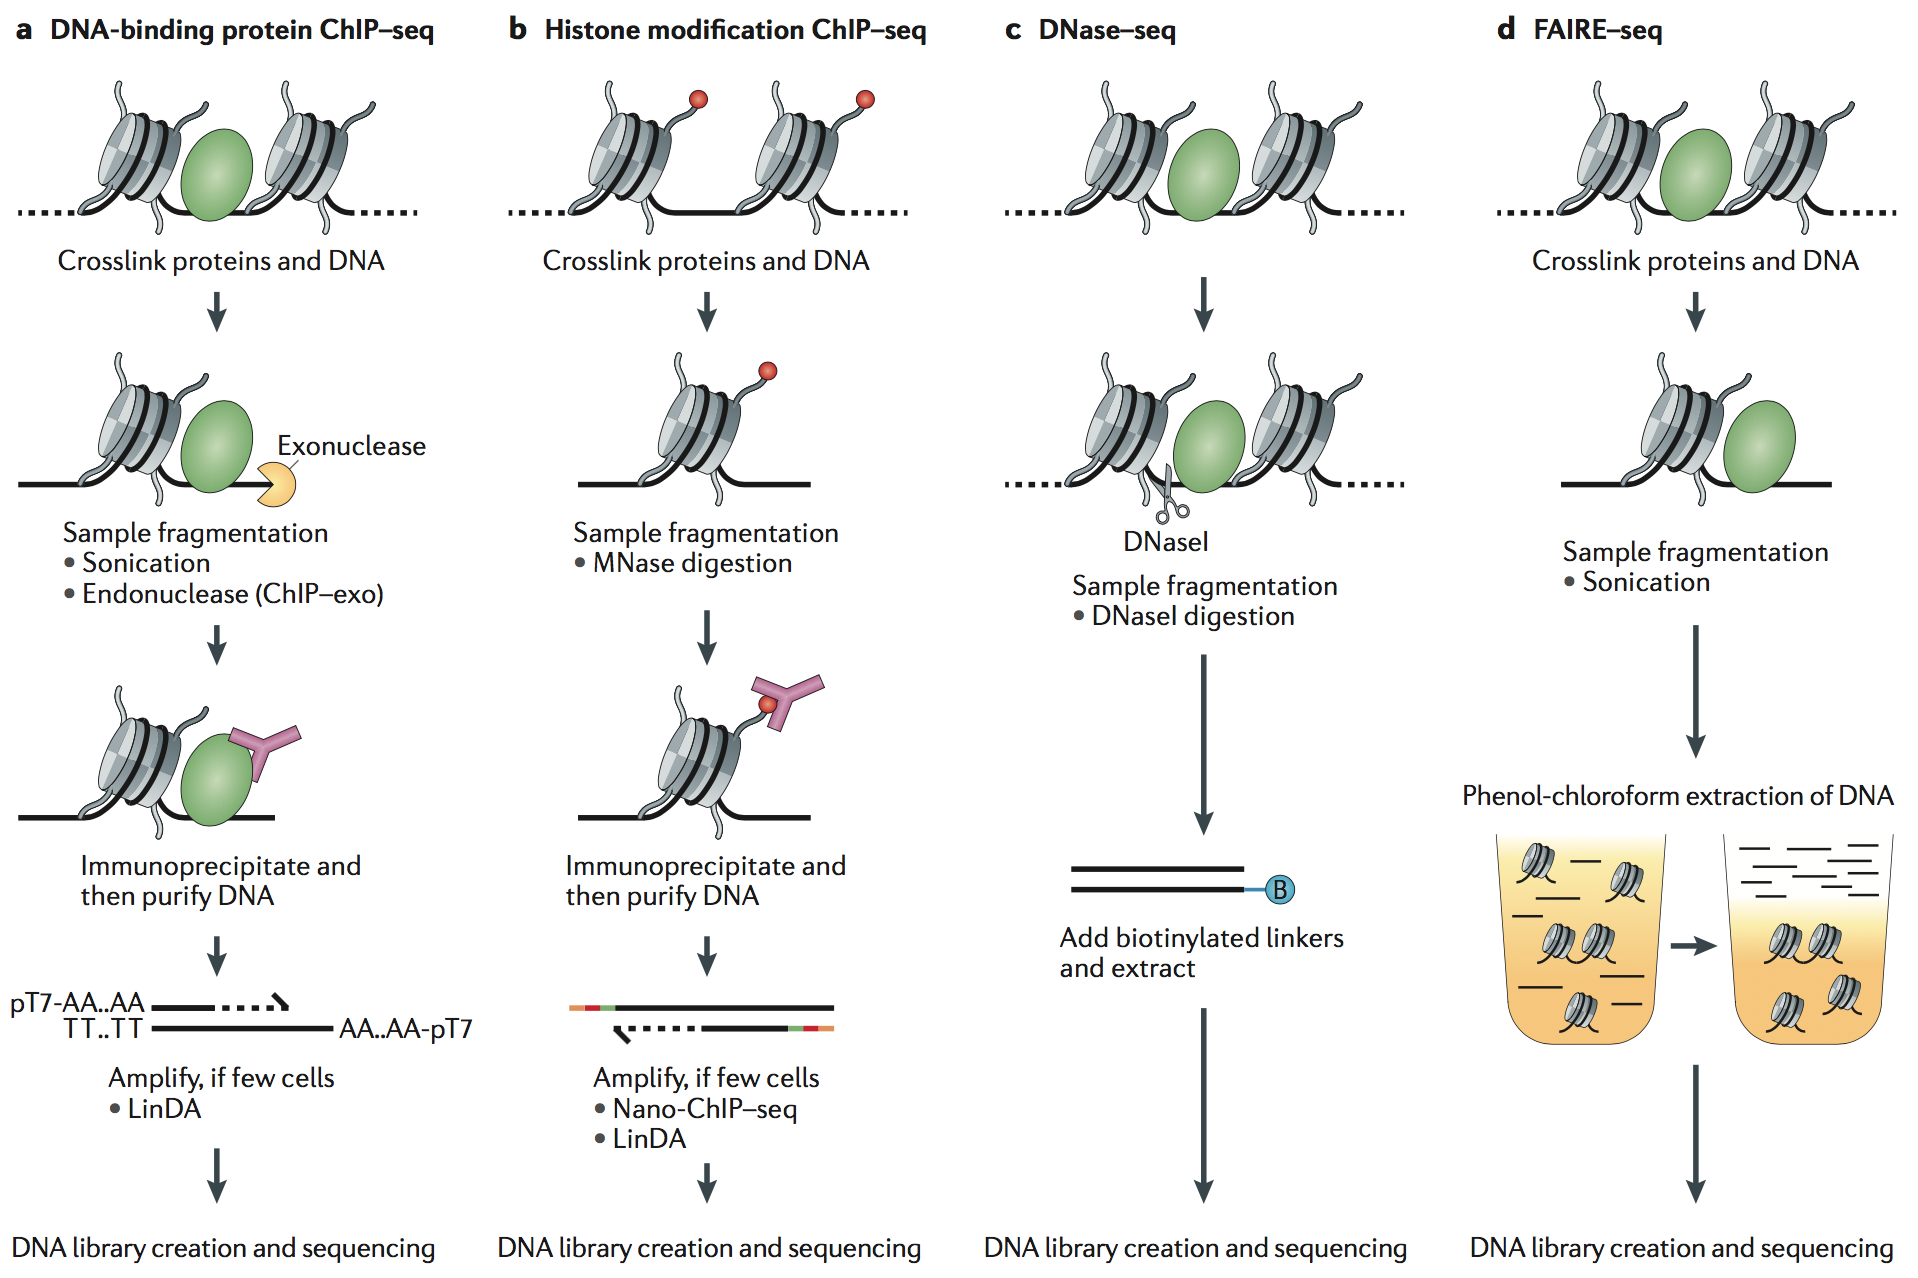 a DNA-binding protein ChIP–seq
Crosslink proteins and DNA
Exonuclease
Sample fragmentation
• Sonication
• Endonuclease (ChIP–exo)
Immunoprecipitate and
then purify DNA
pT7-AA..AA
TT..TT
AA..AA-pT7
Amplify, if few cells
• LinDA
DNA library creation and sequencing
b Histone modification ChIP–seq
Crosslink proteins and DNA
Sample fragmentation
• MNase digestion
Immunoprecipitate and
then purify DNA
Amplify, if few cells
• Nano-ChIP–seq
• LinDA
DNA library creation and sequencing
c DNase–seq
DNaseI
Sample fragmentation
• DNaseI digestion
B
Add biotinylated linkers
and extract
DNA library creation and sequencing
d FAIRE–seq
Crosslink proteins and DNA
Sample fragmentation
• Sonication
Phenol-chloroform extraction of DNA
DNA library creation and sequencing